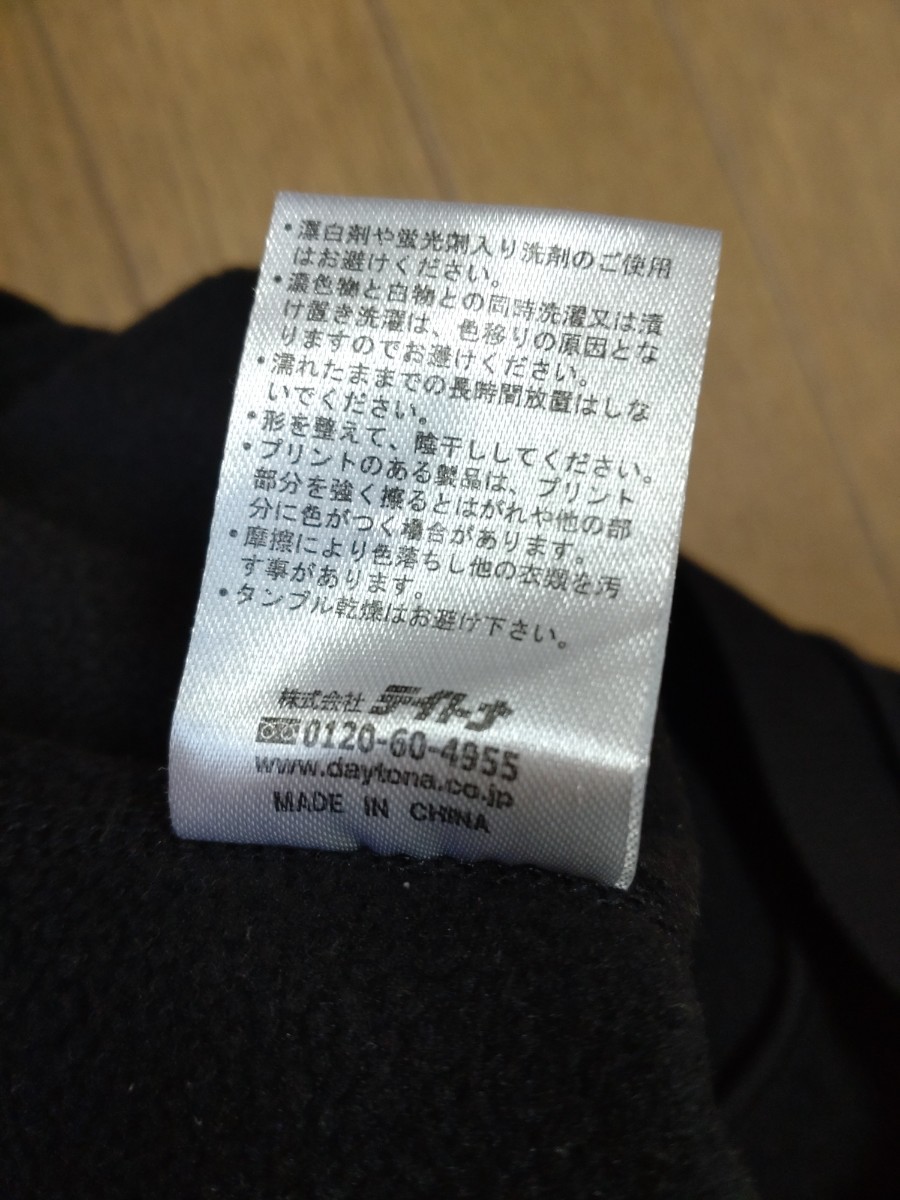 ・漂白剤や蛍光剤入り洗剤のご使用
はお避けください。
・濃色物と白物との同時洗濯又は漬
け置き洗濯は、色移りの原因とな
りますのでお避けください。
・濡れたままでの長時間放置はしな
いでください。
・形を整えて、陰干ししてください。
・プリントのある製品は、プリント
部分を強く擦るとはがれや他の部
分に色がつく場合があります。
・摩擦により色落ちし他の衣類を汚
す事があります。
・タンブル乾燥はお避け下さい。
株式会社 デイトナ
0120-60-4955
www.daytona.co.jp
MADE IN CHINA